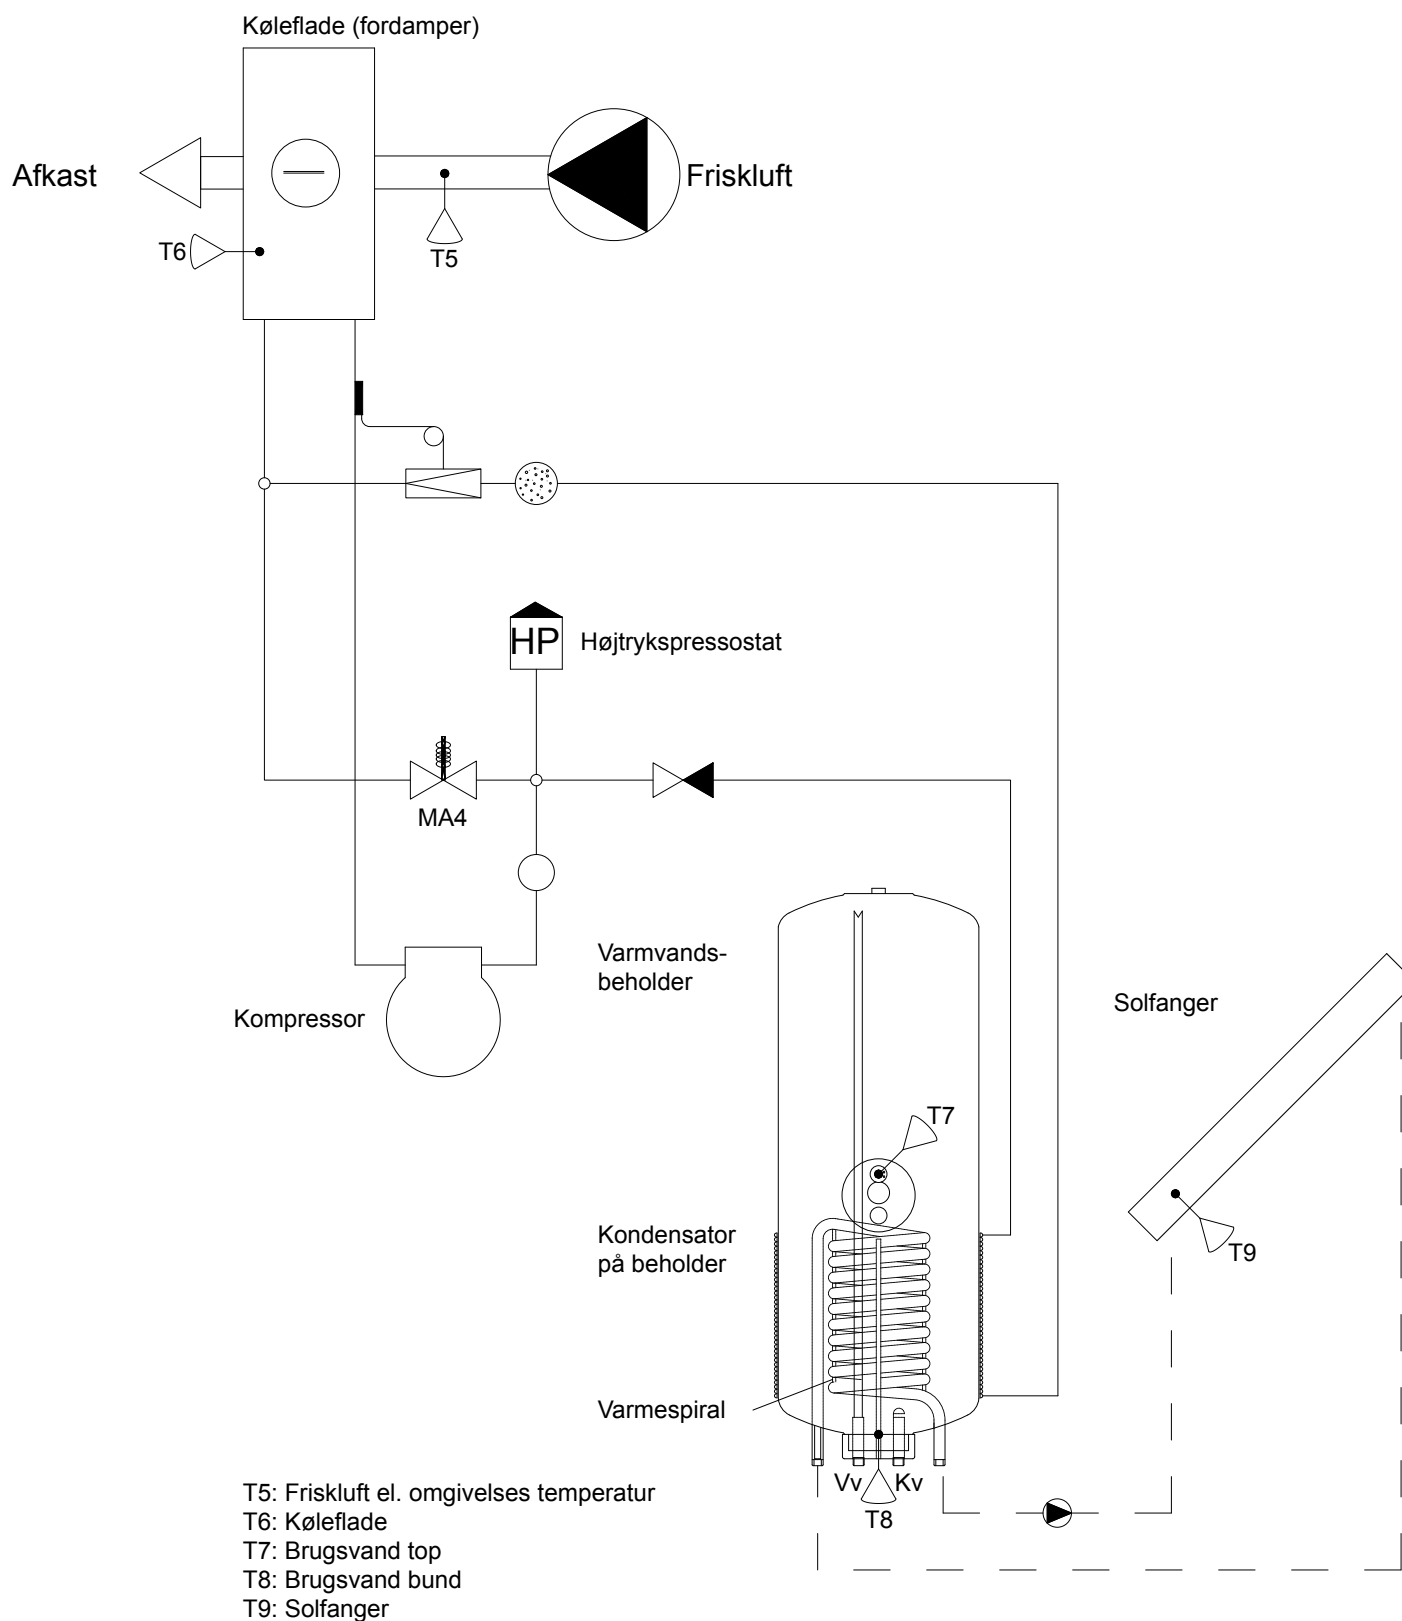 Køleflade (fordamper)
Afkast
Friskluft
T6
T5
HP
Højtrykspressostat
MA4
Varmvands-
beholder
Kompressor
Solfanger
T7
Kondensator
på beholder
T9
Varmespiral
Vv
Kv
T8
T5: Friskluft el. omgivelses temperatur
T6: Køleflade
T7: Brugsvand top
T8: Brugsvand bund
T9: Solfanger